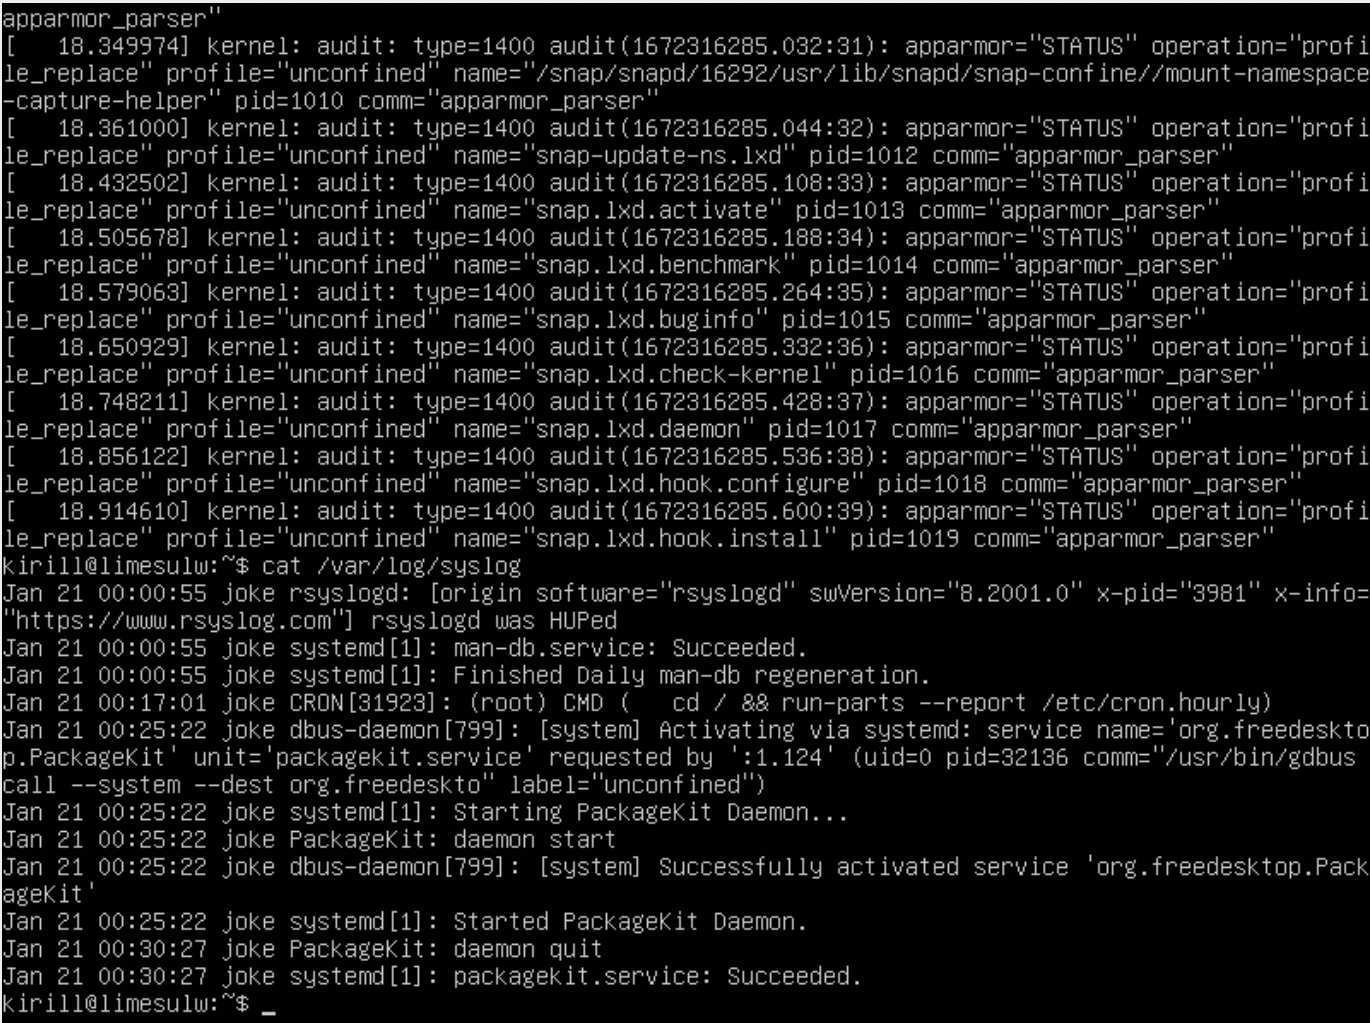 apparmor_parser"
[   18.349974] kernel: audit: type=1400 audit(1672316285.032:31): apparmor="STATUS" operation="profi
le_replace" profile="unconfined" name="/snap/snapd/16292/usr/lib/snapd/snap-confine//mount-namespace
-capture-helper" pid=1010 comm="apparmor_parser"
[   18.361000] kernel: audit: type=1400 audit(1672316285.044:32): apparmor="STATUS" operation="profi
le_replace" profile="unconfined" name="snap-update-ns.lxd" pid=1012 comm="apparmor_parser"
[   18.432502] kernel: audit: type=1400 audit(1672316285.108:33): apparmor="STATUS" operation="profi
le_replace" profile="unconfined" name="snap.lxd.activate" pid=1013 comm="apparmor_parser"
[   18.505678] kernel: audit: type=1400 audit(1672316285.188:34): apparmor="STATUS" operation="profi
le_replace" profile="unconfined" name="snap.lxd.benchmark" pid=1014 comm="apparmor_parser"
[   18.579063] kernel: audit: type=1400 audit(1672316285.264:35): apparmor="STATUS" operation="profi
le_replace" profile="unconfined" name="snap.lxd.buginfo" pid=1015 comm="apparmor_parser"
[   18.650929] kernel: audit: type=1400 audit(1672316285.332:36): apparmor="STATUS" operation="profi
le_replace" profile="unconfined" name="snap.lxd.check-kernel" pid=1016 comm="apparmor_parser"
[   18.748211] kernel: audit: type=1400 audit(1672316285.428:37): apparmor="STATUS" operation="profi
le_replace" profile="unconfined" name="snap.lxd.daemon" pid=1017 comm="apparmor_parser"
[   18.856122] kernel: audit: type=1400 audit(1672316285.536:38): apparmor="STATUS" operation="profi
le_replace" profile="unconfined" name="snap.lxd.hook.configure" pid=1018 comm="apparmor_parser"
[   18.914610] kernel: audit: type=1400 audit(1672316285.600:39): apparmor="STATUS" operation="profi
le_replace" profile="unconfined" name="snap.lxd.hook.install" pid=1019 comm="apparmor_parser"
kirill@limesulw:~$ cat /var/log/syslog
Jan 21 00:00:55 joke rsyslogd: [origin software="rsyslogd" swVersion="8.2001.0" x-pid="3981" x-info=
"https://www.rsyslog.com"] rsyslogd was HUPed
Jan 21 00:00:55 joke systemd[1]: man-db.service: Succeeded.
Jan 21 00:00:55 joke systemd[1]: Finished Daily man-db regeneration.
Jan 21 00:17:01 joke CRON[31923]: (root) CMD (   cd / && run-parts --report /etc/cron.hourly)
Jan 21 00:25:22 joke dbus-daemon[799]: [system] Activating via systemd: service name='org.freedeskto
p.PackageKit' unit='packagekit.service' requested by ':1.124' (uid=0 pid=32136 comm="/usr/bin/gdbus
call --system --dest org.freedeskto" label="unconfined")
Jan 21 00:25:22 joke systemd[1]: Starting PackageKit Daemon...
Jan 21 00:25:22 joke PackageKit: daemon start
Jan 21 00:25:22 joke dbus-daemon[799]: [system] Successfully activated service 'org.freedesktop.Pack
ageKit'
Jan 21 00:25:22 joke systemd[1]: Started PackageKit Daemon.
Jan 21 00:30:27 joke PackageKit: daemon quit
Jan 21 00:30:27 joke systemd[1]: packagekit.service: Succeeded.
kirill@limesulw:~$ _